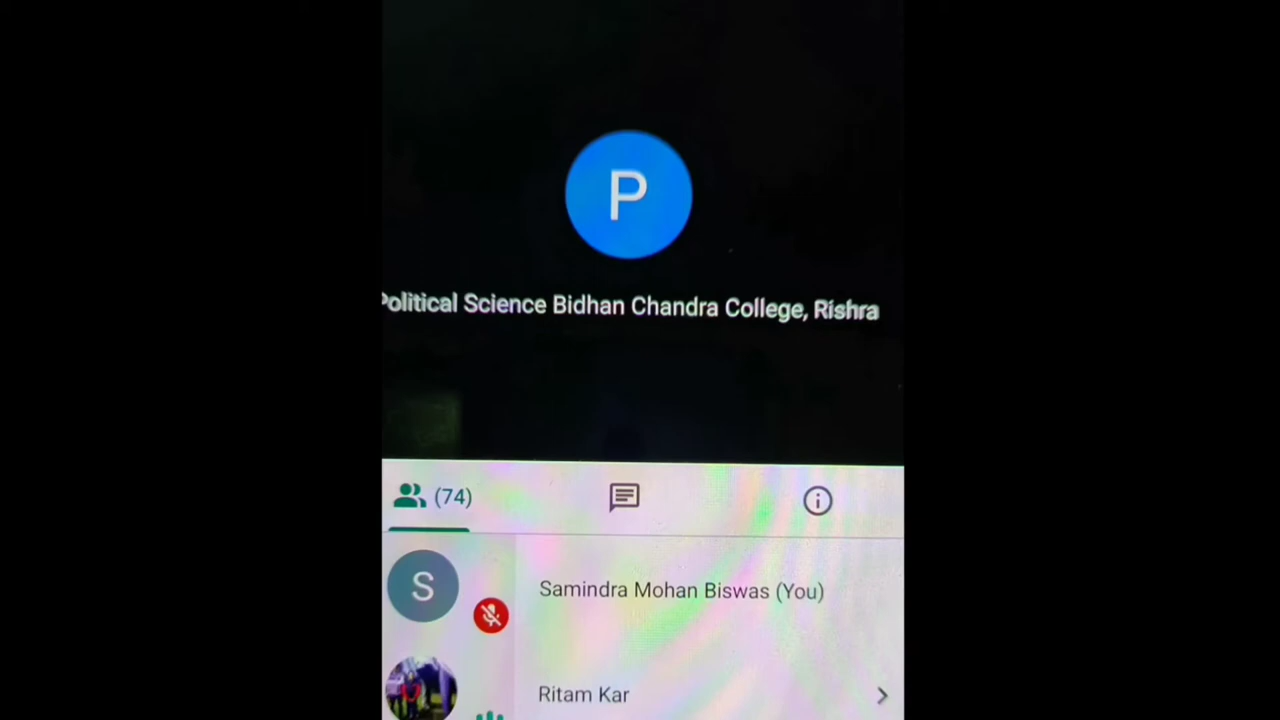 P
Political Science Bidhan Chandra College, Rishra
(74)
S
Samindra Mohan Biswas (You)
Ritam Kar